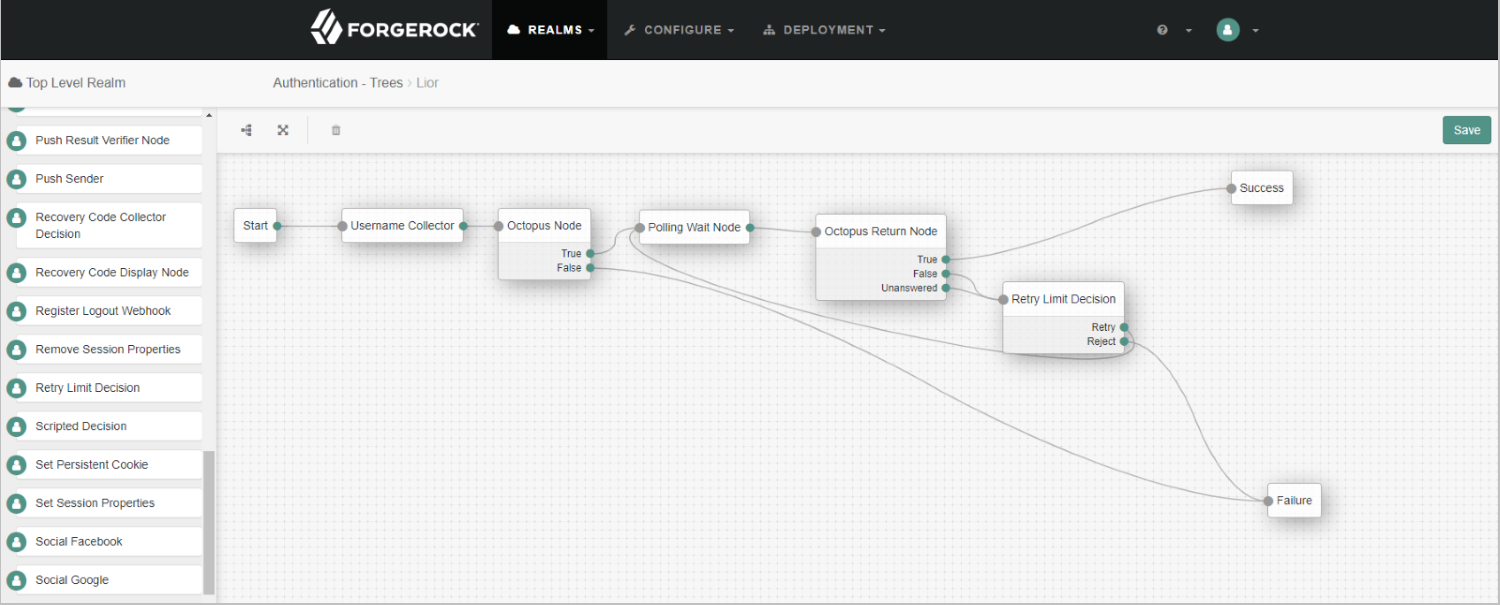 FORGEROCK
REALMS
CONFIGURE
DEPLOYMENT
Top Level Realm
Authentication - Trees › Lior
Save
Push Result Verifier Node
Push Sender
Recovery Code Collector
Decision
Recovery Code Display Node
Register Logout Webhook
Remove Session Properties
Retry Limit Decision
Scripted Decision
Set Persistent Cookie
Set Session Properties
Social Facebook
Social Google
Start
Username Collector
Octopus Node
True
False
Polling Wait Node
Octopus Return Node
True
False
Unanswered
Retry Limit Decision
Retry
Reject
Success
Failure